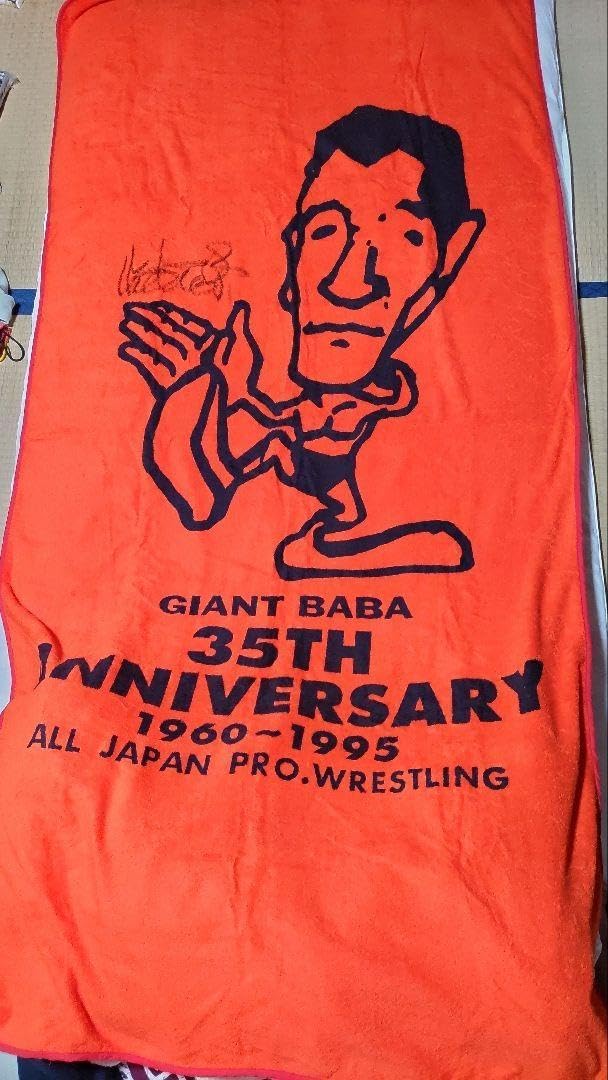 GIANT BABA
35TH
ANNIVERSARY
1960~1995
ALL JAPAN PRO.WRESTLING